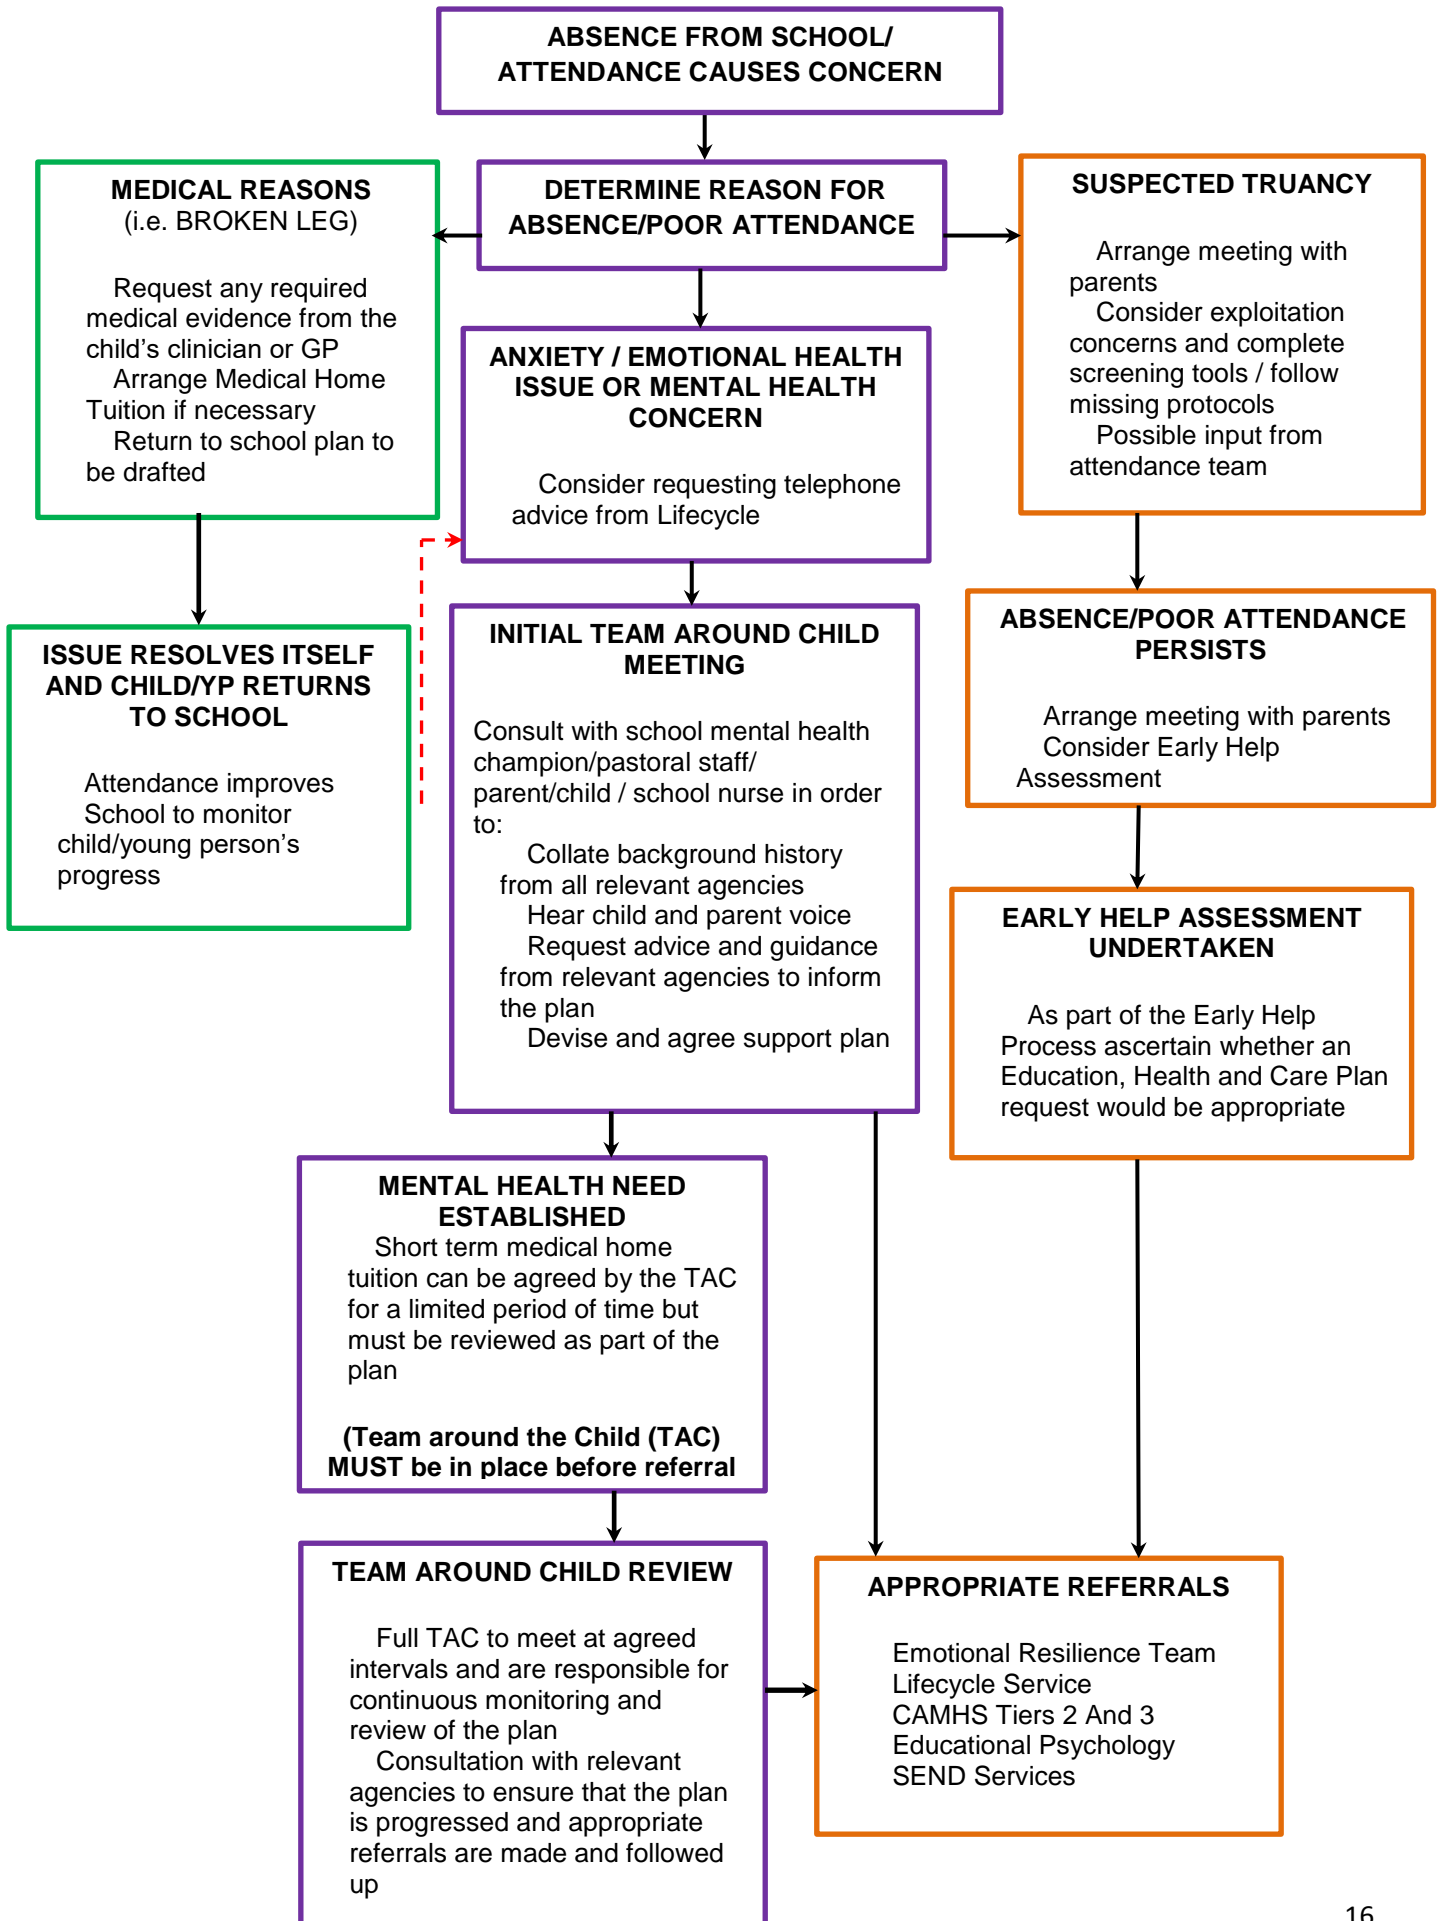 ABSENCE FROM SCHOOL/
ATTENDANCE CAUSES CONCERN
DETERMINE REASON FOR
ABSENCE/POOR ATTENDANCE
MEDICAL REASONS
(i.e. BROKEN LEG)
Request any required
medical evidence from the
child’s clinician or GP
Arrange Medical Home
Tuition if necessary
Return to school plan to
be drafted
ISSUE RESOLVES ITSELF
AND CHILD/YP RETURNS
TO SCHOOL
Attendance improves
School to monitor
child/young person’s
progress
ANXIETY / EMOTIONAL HEALTH
ISSUE OR MENTAL HEALTH
CONCERN
Consider requesting telephone
advice from Lifecycle
INITIAL TEAM AROUND CHILD
MEETING
Consult with school mental health
champion/pastoral staff/
parent/child / school nurse in order
to:
Collate background history
from all relevant agencies
Hear child and parent voice
Request advice and guidance
from relevant agencies to inform
the plan
Devise and agree support plan
MENTAL HEALTH NEED
ESTABLISHED
Short term medical home
tuition can be agreed by the TAC
for a limited period of time but
must be reviewed as part of the
plan
(Team around the Child (TAC)
MUST be in place before referral
TEAM AROUND CHILD REVIEW
Full TAC to meet at agreed
intervals and are responsible for
continuous monitoring and
review of the plan
Consultation with relevant
agencies to ensure that the plan
is progressed and appropriate
referrals are made and followed
up
SUSPECTED TRUANCY
Arrange meeting with
parents
Consider exploitation
concerns and complete
screening tools / follow
missing protocols
Possible input from
attendance team
ABSENCE/POOR ATTENDANCE
PERSISTS
Arrange meeting with parents
Consider Early Help
Assessment
EARLY HELP ASSESSMENT
UNDERTAKEN
As part of the Early Help
Process ascertain whether an
Education, Health and Care Plan
request would be appropriate
APPROPRIATE REFERRALS
Emotional Resilience Team
Lifecycle Service
CAMHS Tiers 2 And 3
Educational Psychology
SEND Services
16